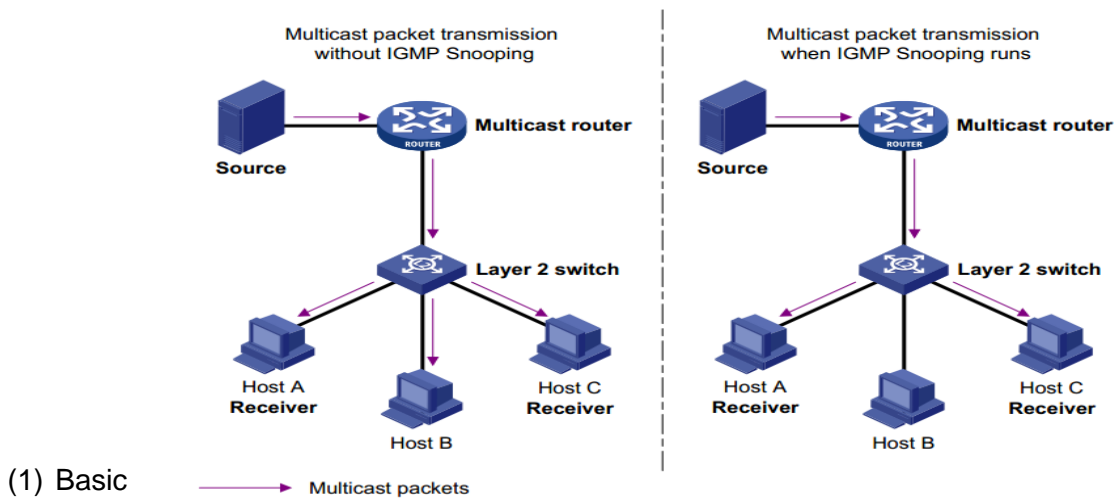 Multicast packet transmission
without IGMP Snooping
Multicast packet transmission
when IGMP Snooping runs
Multicast router
ROUTER
Source
Multicast router
ROUTER
Source
Layer 2 switch
Layer 2 switch
Host A
Receiver
Host C
Receiver
Host B
Host A
Receiver
Host C
Receiver
Host B
(1) Basic
Multicast packets